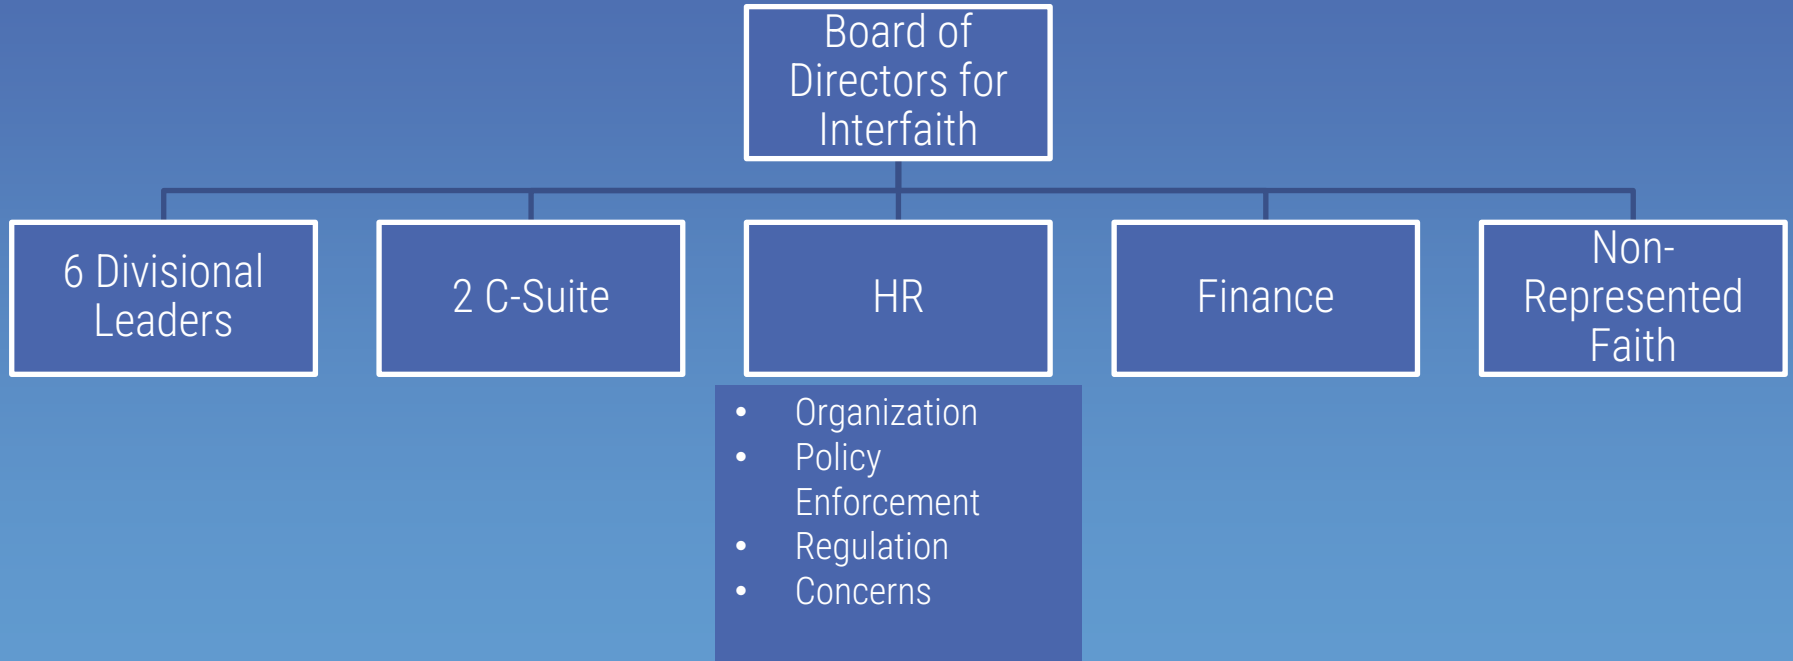 Board of
Directors for
Interfaith
6 Divisional
Leaders
2 C-Suite
HR
Finance
Non-
Represented
Faith
• Organization
• Policy
Enforcement
• Regulation
• Concerns